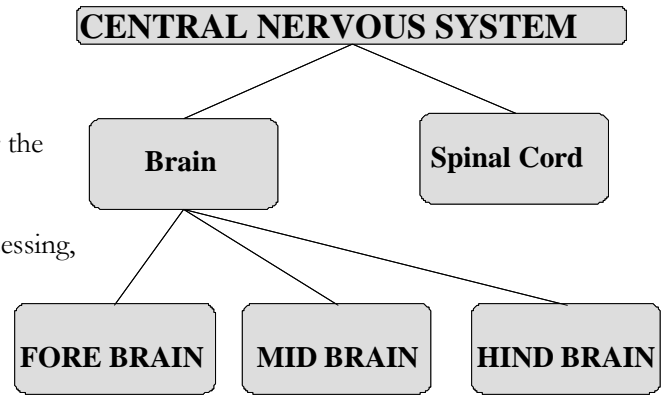 CENTRAL NERVOUS SYSTEM
the
Brain
Spinal Cord
essing,
FORE BRAIN
MID BRAIN
HIND BRAIN